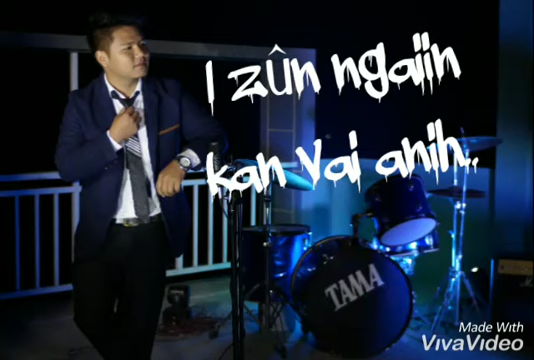 I zûn ngaiin
kan vai anih..
TAMA
Made With
VivaVideo